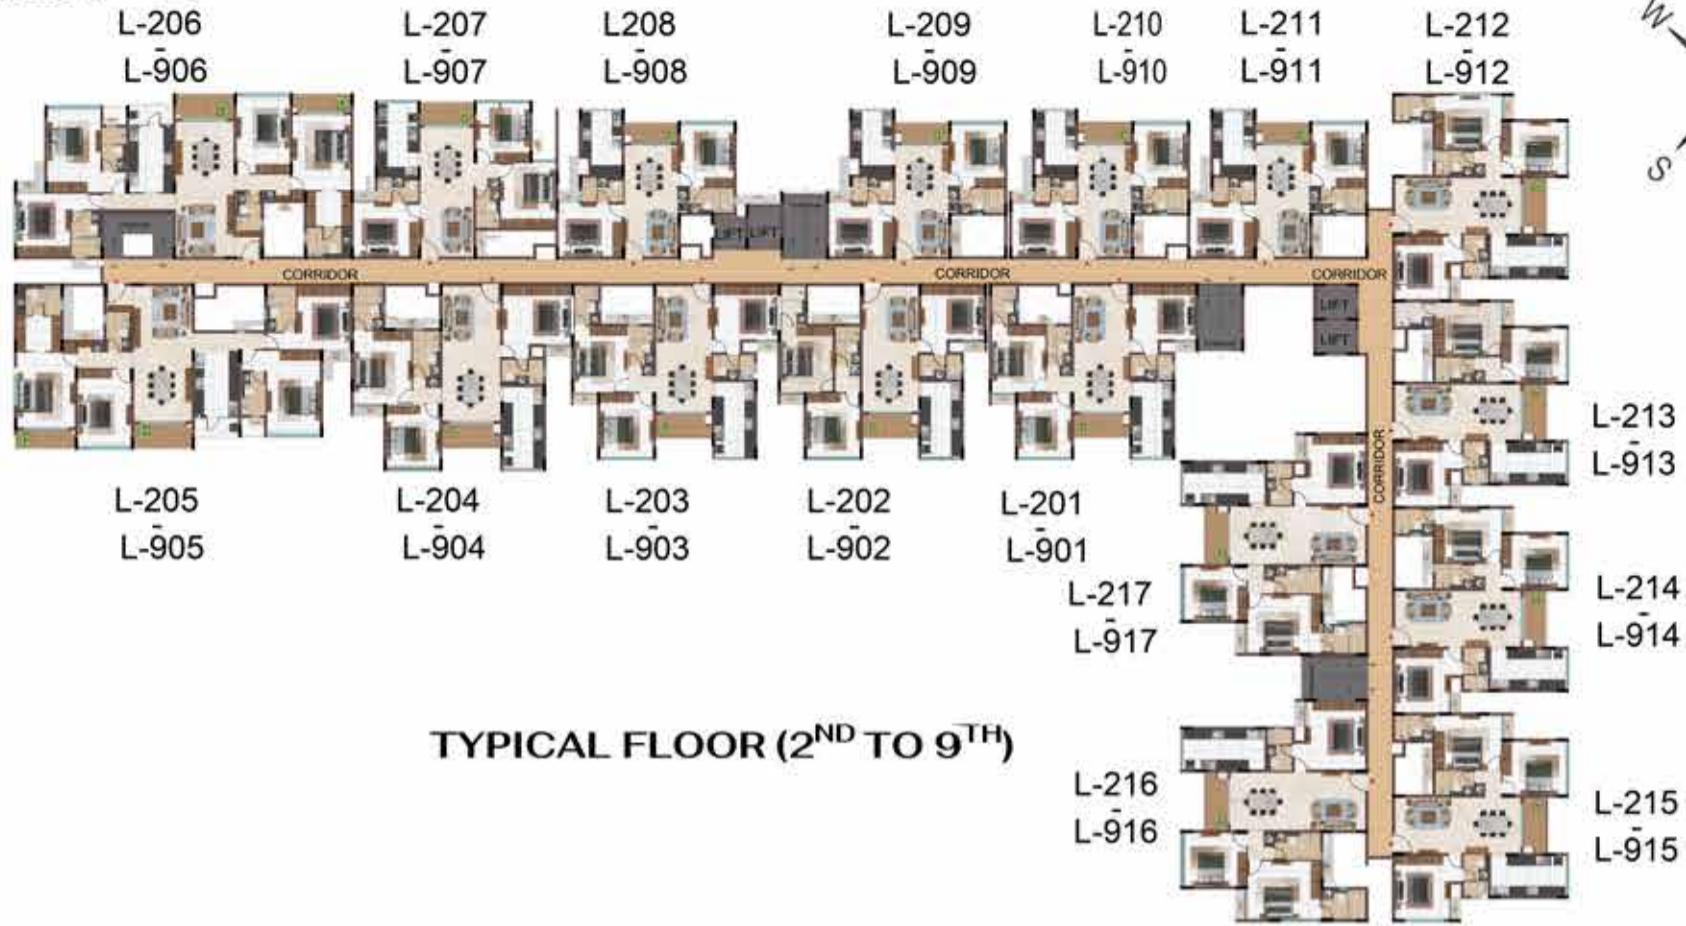 L-206
-
L-906
L-207
-
L-907
L208
-
L-908
L-209
-
L-909
L-210
-
L-910
L-211
-
L-911
L-212
-
L-912
W
S
LIFT
LIFT
CORRIDOR
CORRIDOR
CORRIDOR
LIFT
LIFT
CORRIDOR
L-213
-
L-913
L-205
-
L-905
L-204
-
L-904
L-203
-
L-903
L-202
-
L-902
L-201
-
L-901
L-217
-
L-917
L-214
-
L-914
TYPICAL FLOOR (2ND TO 9TH)
L-216
-
L-916
L-215
-
L-915